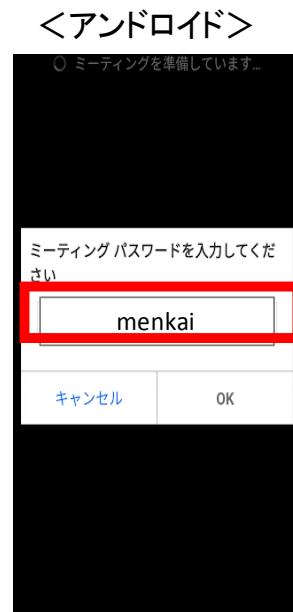 ＜アンドロイド＞
ミーティングを準備しています...
ミーティング パスワードを入力してくだ
さい
menkai
キャンセル
OK